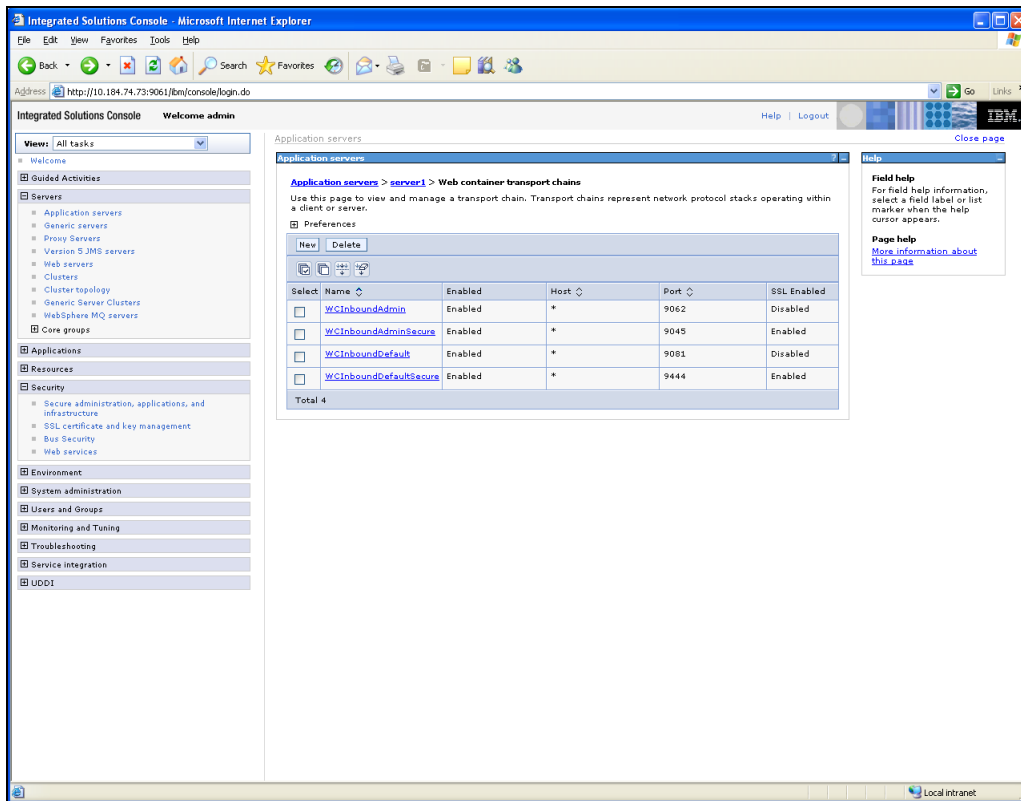 Integrated Solutions Console - Microsoft Internet Explorer
File Edit View Favorites Tools Help
Back Search Favorites
Address http://10.184.74.73:9061/ibm/console/login.do Go Links
Integrated Solutions Console Welcome admin Help | Logout IBM.
View: All tasks
Welcome
Guided Activities
Servers
Application servers
Generic servers
Proxy Servers
Version 5 JMS servers
Web servers
Clusters
Cluster topology
Generic Server Clusters
WebSphere MQ servers
Core groups
Applications
Resources
Security
Secure administration, applications, and
infrastructure
SSL certificate and key management
Bus Security
Web services
Environment
System administration
Users and Groups
Monitoring and Tuning
Troubleshooting
Service integration
UDDI
Application servers Close page
Application servers ? -
Application servers > server1 > Web container transport chains
Use this page to view and manage a transport chain. Transport chains represent network protocol stacks operating within
a client or server.
Preferences
New Delete
Select Name Enabled Host Port SSL Enabled
WCInboundAdmin Enabled * 9062 Disabled
WCInboundAdminSecure Enabled * 9045 Enabled
WCInboundDefault Enabled * 9081 Disabled
WCInboundDefaultSecure Enabled * 9444 Enabled
Total 4
Help -
Field help
For field help information,
select a field label or list
marker when the help
cursor appears.
Page help
More information about
this page
Local intranet